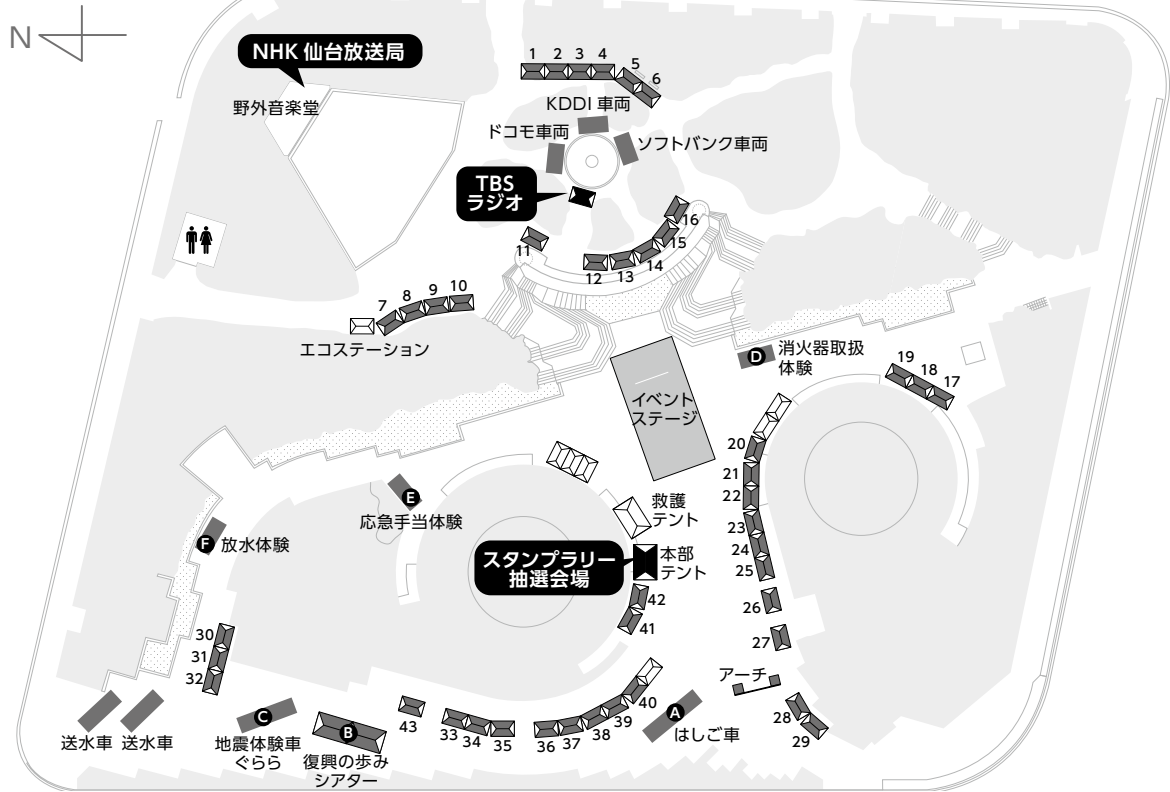 N
NHK 仙台放送局
野外音楽堂
1 2 3 4 5 6
KDDI 車両
ドコモ車両
ソフトバンク車両
TBS
ラジオ
11
12 13 14 15 16
7 8 9 10
エコステーション
イベント
ステージ
D
消火器取扱
体験
19 18 17
20
21
22
23
24
25
26
27
E
応急手当体験
F 放水体験
救護
テント
スタンプラリー
抽選会場
本部
テント
42
41
30
31
32
アーチ
28
29
送水車
送水車
C
地震体験車
ぐらら
B
復興の歩み
シアター
43
33 34 35
36 37 38 39 40
A
はしご車